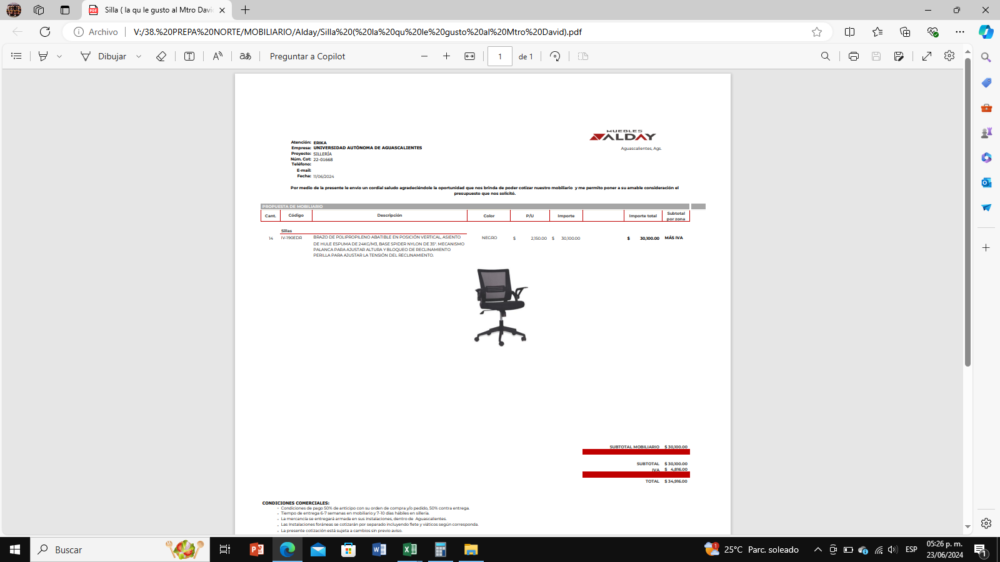 Silla ( la qu le gusto al Mtro Davi
Archivo
V:/38.%20PREPA%20NORTE/MOBILIARIO/Alday/Silla%20(%20la%20qu%20le%20gusto%20al%20Mtro%20David).pdf
Dibujar
aあ
Preguntar a Copilot
1
de 1
MUEBLES
ALDAY
Aguascalientes, Ags.
Atención: ERIKA
Empresa: UNIVERSIDAD AUTÓNOMA DE AGUASCALIENTES
Proyecto: SILLERÍA
Núm. Cot: 22-01668
Teléfono:
E-mail:
Fecha: 11/06/2024
Por medio de la presente le envío un cordial saludo agradeciéndole la oportunidad que nos brinda de poder cotizar nuestro mobiliario y me permito poner a su amable consideración el
presupuesto que nos solicitó.
PROPUESTA DE MOBILIARIO
Cant. Código Descripción Color P/U Importe Importe total Subtotal
por zona
Sillas
14 IV-190EDR BRAZO DE POLIPROPILENO ABATIBLE EN POSICIÓN VERTICAL, ASIENTO NEGRO $ 2,150.00 $ 30,100.00 $ 30,100.00 MÁS IVA
DE HULE ESPUMA DE 24KG/M3, BASE SPIDER NYLON DE 35". MECANISMO
PALANCA PARA AJUSTAR ALTURA Y BLOQUEO DE RECLINAMIENTO
PERILLA PARA AJUSTAR LA TENSIÓN DEL RECLINAMIENTO.
SUBTOTAL MOBILIARIO $ 30,100.00
SUBTOTAL $ 30,100.00
IVA $ 4,816.00
TOTAL $ 34,916.00
CONDICIONES COMERCIALES:
- Condiciones de pago 50% de anticipo con su orden de compra y/o pedido, 50% contra entrega.
- Tiempo de entrega 6-7 semanas en mobiliario y 7-10 días hábiles en sillería.
- La mercancía se entregará armada en sus instalaciones, dentro de Aguascalientes.
- Las Instalaciones foráneas se cotizarán por separado incluyendo flete y viáticos según corresponda.
- La presente cotización está sujeta a cambios sin previo aviso.
Buscar
1
25°C Parc. soleado
ESP
05:26 p. m.
23/06/2024
1